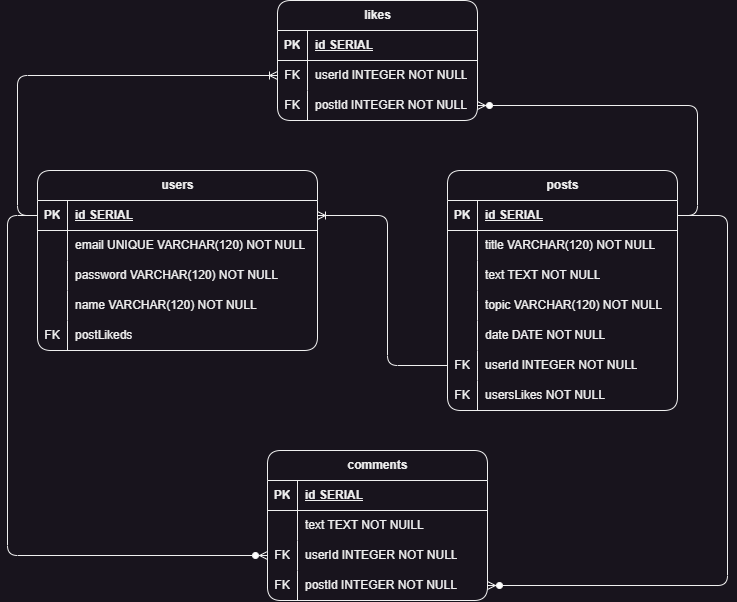 likes
PK id SERIAL
FK userId INTEGER NOT NULL
FK postId INTEGER NOT NULL
users
PK id SERIAL
email UNIQUE VARCHAR(120) NOT NULL
password VARCHAR(120) NOT NULL
name VARCHAR(120) NOT NULL
FK postLikeds
posts
PK id SERIAL
title VARCHAR(120) NOT NULL
text TEXT NOT NULL
topic VARCHAR(120) NOT NULL
date DATE NOT NULL
FK userId INTEGER NOT NULL
FK usersLikes NOT NULL
comments
PK id SERIAL
text TEXT NOT NUILL
FK userId INTEGER NOT NULL
FK postId INTEGER NOT NULL